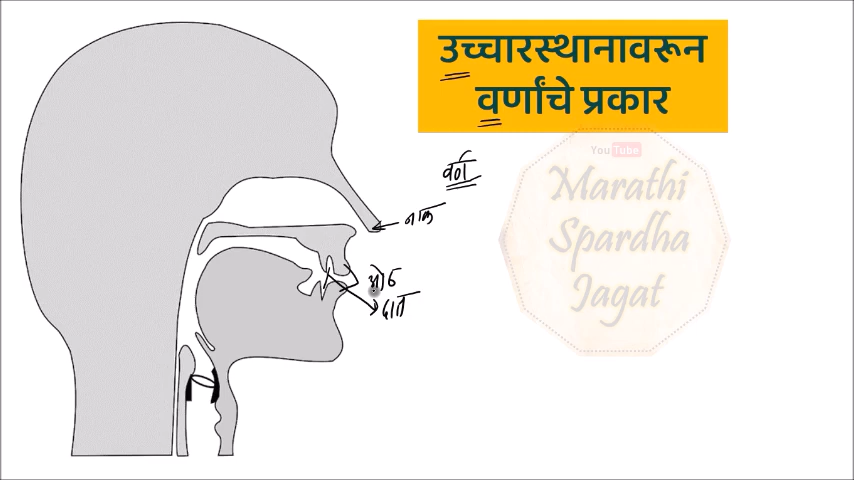 उच्चारस्थानावरून
वर्णांचे प्रकार
YouTube
Marathi
Spardha
Jagat
वर्ण
नाक
ओठ
दात